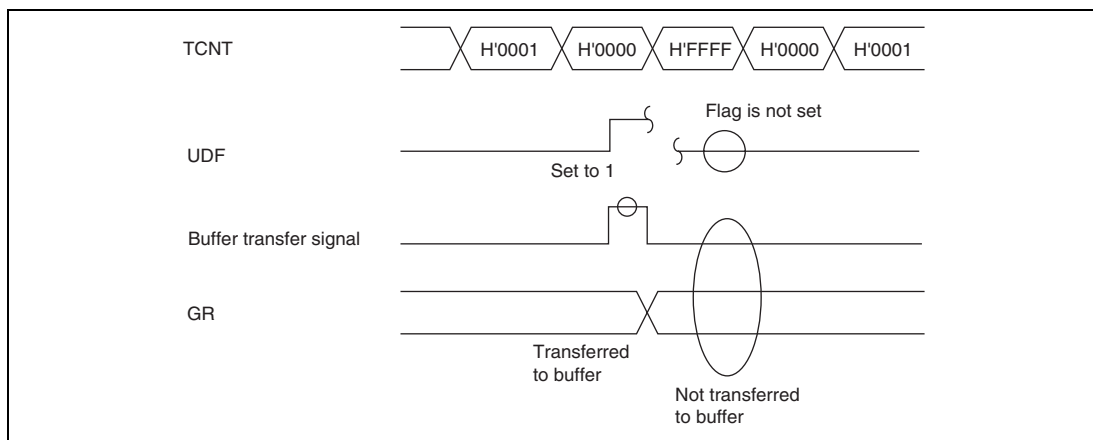 TCNT
H'0001 H'0000 H'FFFF H'0000 H'0001
Flag is not set
UDF
Set to 1
Buffer transfer signal
GR
Transferred
to buffer
Not transferred
to buffer